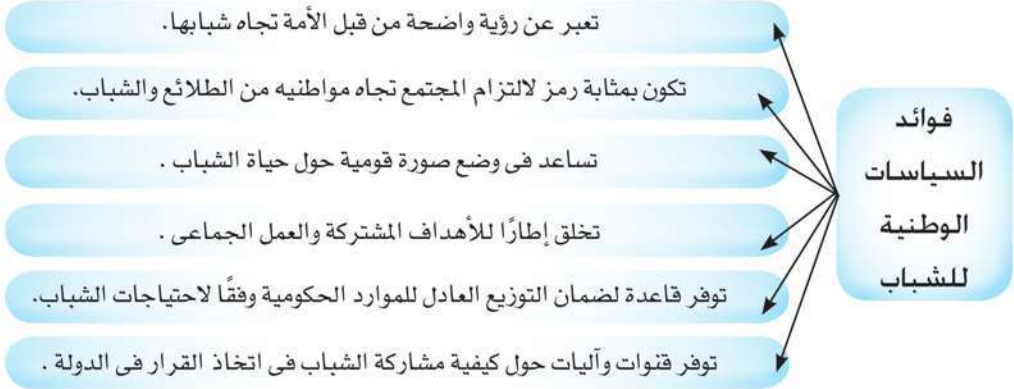 فوائد
السياسات
الوطنية
للشباب
تعبر عن رؤية واضحة من قبل الأمة تجاه شبابها.
تكون بمثابة رمز لالتزام المجتمع تجاه مواطنيه من الطلائع والشباب.
تساعد فى وضع صورة قومية حول حياة الشباب .
تخلق إطارًا للأهداف المشتركة والعمل الجماعى .
توفر قاعدة لضمان التوزيع العادل للموارد الحكومية وفقًا لاحتياجات الشباب.
توفر قنوات وآليات حول كيفية مشاركة الشباب فى اتخاذ القرار فى الدولة .